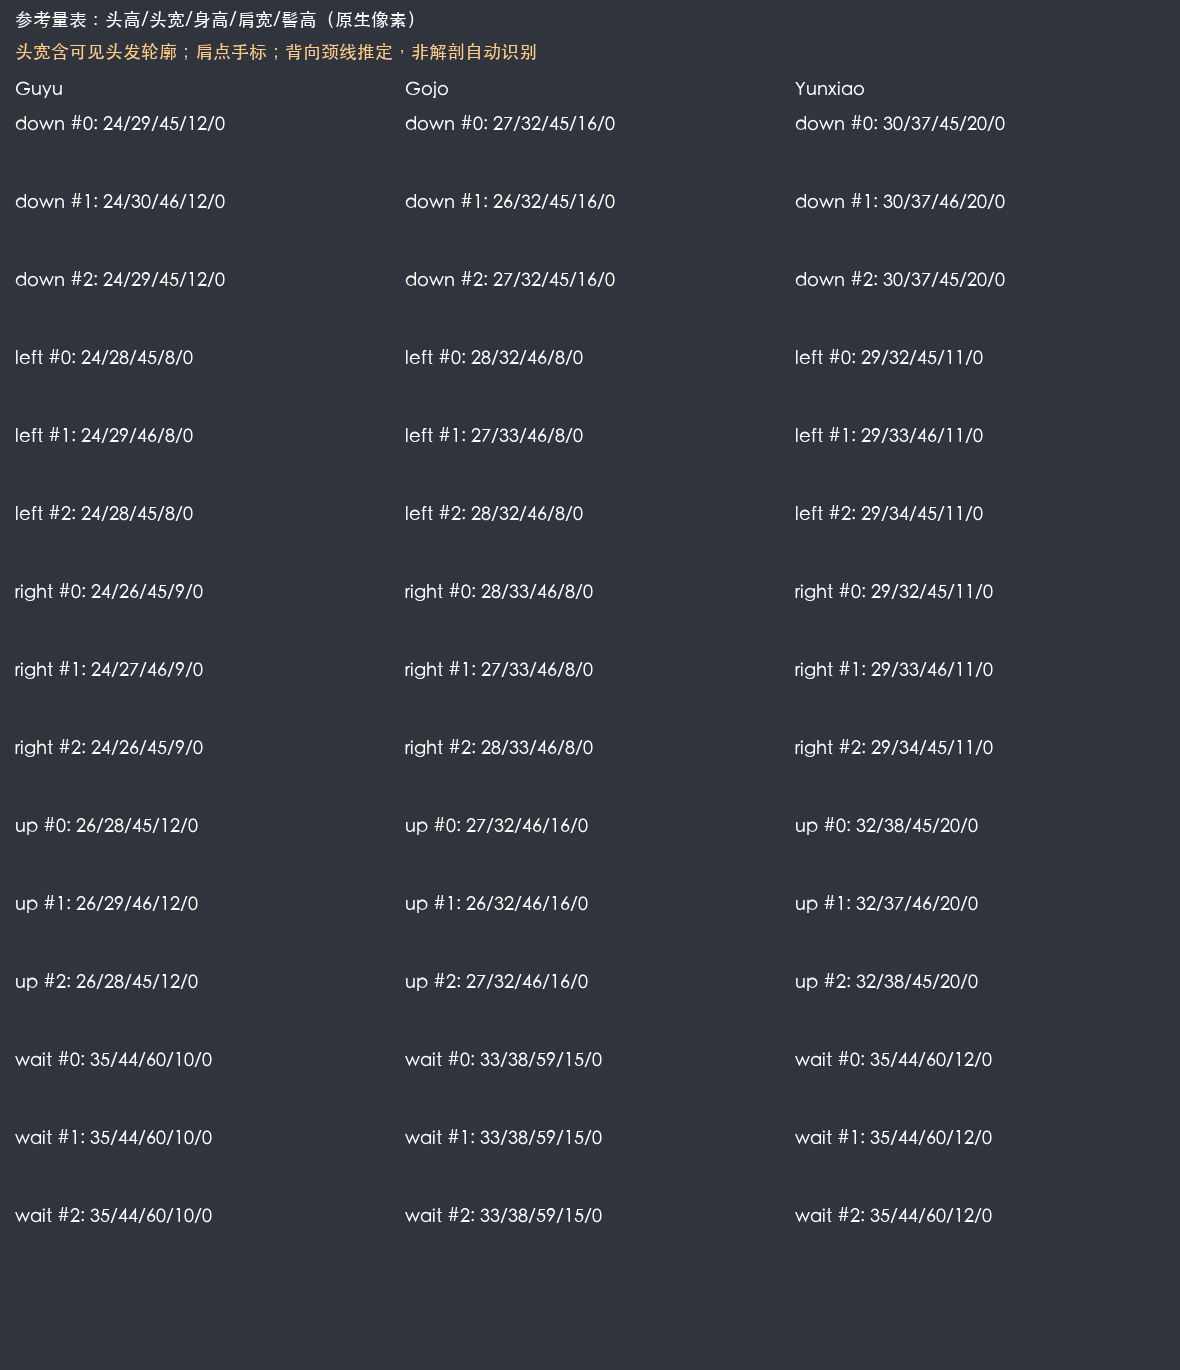 参考量表：头高/头宽/身高/肩宽/髻高（原生像素）
头宽含可见头发轮廓；肩点手标；背向颈线推定，非解剖自动识别
Guyu Gojo Yunxiao
down #0: 24/29/45/12/0 down #0: 27/32/45/16/0 down #0: 30/37/45/20/0
down #1: 24/30/46/12/0 down #1: 26/32/45/16/0 down #1: 30/37/46/20/0
down #2: 24/29/45/12/0 down #2: 27/32/45/16/0 down #2: 30/37/45/20/0
left #0: 24/28/45/8/0 left #0: 28/32/46/8/0 left #0: 29/32/45/11/0
left #1: 24/29/46/8/0 left #1: 27/33/46/8/0 left #1: 29/33/46/11/0
left #2: 24/28/45/8/0 left #2: 28/32/46/8/0 left #2: 29/34/45/11/0
right #0: 24/26/45/9/0 right #0: 28/33/46/8/0 right #0: 29/32/45/11/0
right #1: 24/27/46/9/0 right #1: 27/33/46/8/0 right #1: 29/33/46/11/0
right #2: 24/26/45/9/0 right #2: 28/33/46/8/0 right #2: 29/34/45/11/0
up #0: 26/28/45/12/0 up #0: 27/32/46/16/0 up #0: 32/38/45/20/0
up #1: 26/29/46/12/0 up #1: 26/32/46/16/0 up #1: 32/37/46/20/0
up #2: 26/28/45/12/0 up #2: 27/32/46/16/0 up #2: 32/38/45/20/0
wait #0: 35/44/60/10/0 wait #0: 33/38/59/15/0 wait #0: 35/44/60/12/0
wait #1: 35/44/60/10/0 wait #1: 33/38/59/15/0 wait #1: 35/44/60/12/0
wait #2: 35/44/60/10/0 wait #2: 33/38/59/15/0 wait #2: 35/44/60/12/0